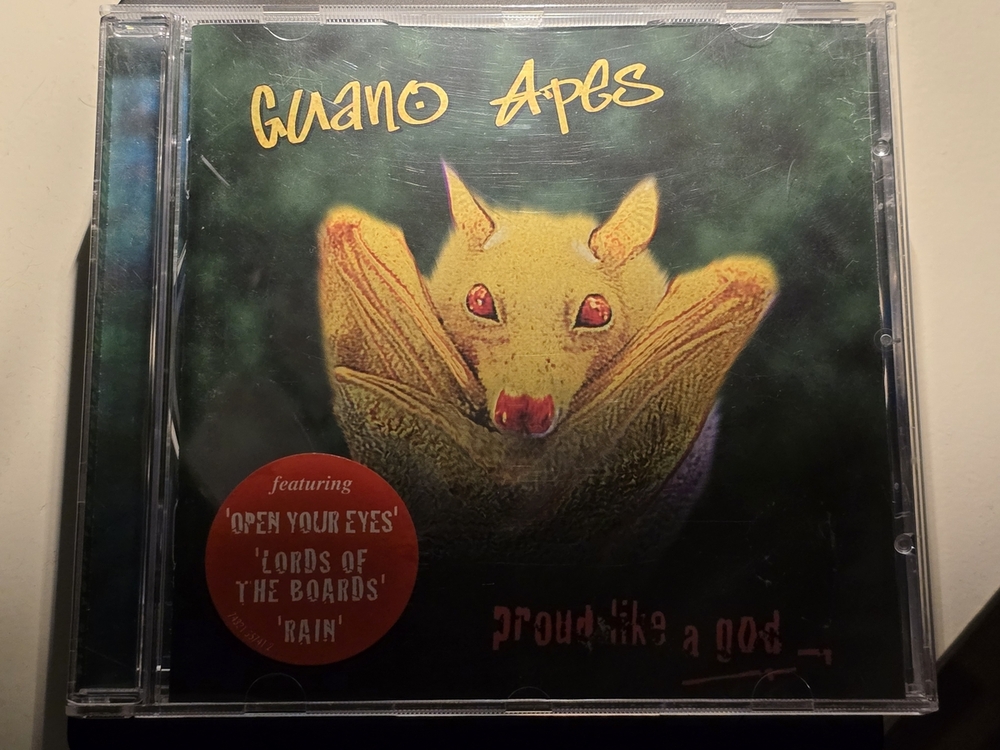 Guano Apes
featuring
'OPEN YOUR EYES'
'LORDS OF
THE BOARDS'
'RAIN'
proud like a god